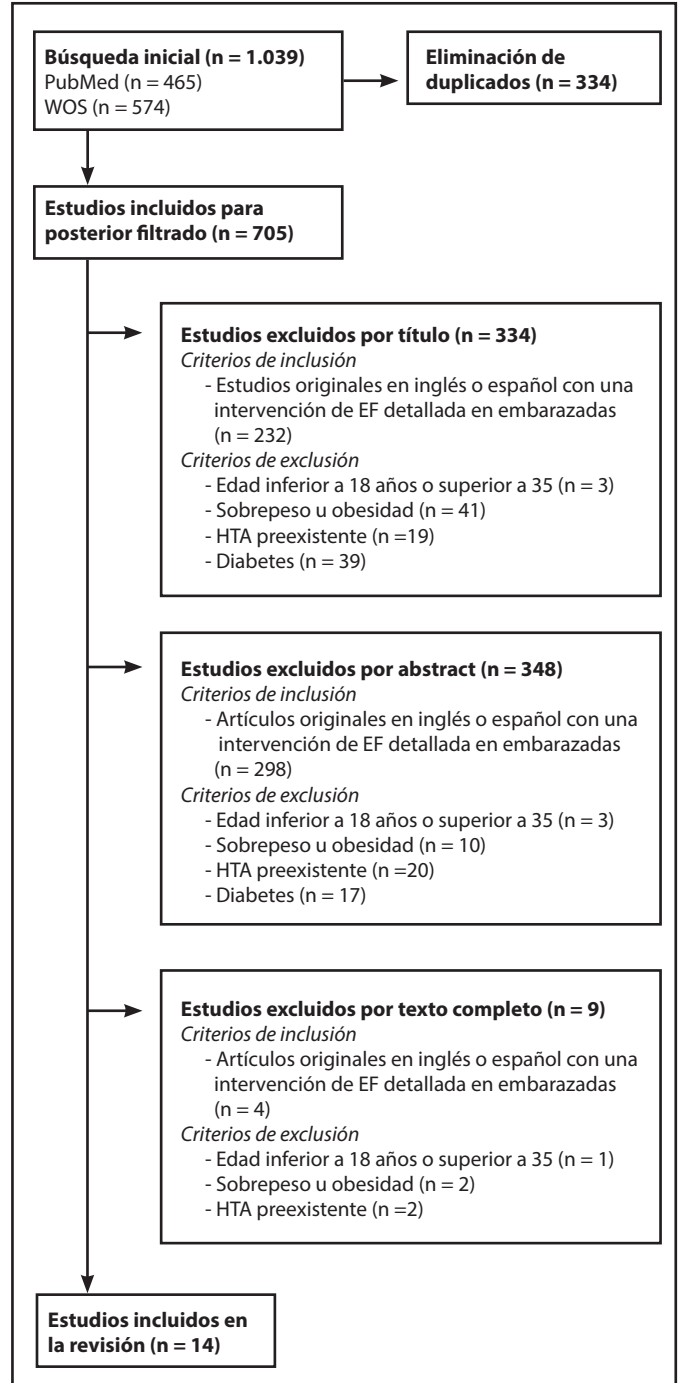 Búsqueda inicial (n = 1.039)
PubMed (n = 465)
WOS (n = 574)
Eliminación de
duplicados (n = 334)
Estudios incluidos para
posterior filtrado (n = 705)
Estudios excluidos por título (n = 334)
Criterios de inclusión
- Estudios originales en inglés o español con una
intervención de EF detallada en embarazadas
(n = 232)
Criterios de exclusión
- Edad inferior a 18 años o superior a 35 (n = 3)
- Sobrepeso u obesidad (n = 41)
- HTA preexistente (n =19)
- Diabetes (n = 39)
Estudios excluidos por abstract (n = 348)
Criterios de inclusión
- Artículos originales en inglés o español con una
intervención de EF detallada en embarazadas
(n = 298)
Criterios de exclusión
- Edad inferior a 18 años o superior a 35 (n = 3)
- Sobrepeso u obesidad (n = 10)
- HTA preexistente (n =20)
- Diabetes (n = 17)
Estudios excluidos por texto completo (n = 9)
Criterios de inclusión
- Artículos originales en inglés o español con una
intervención de EF detallada en embarazadas
(n = 4)
Criterios de exclusión
- Edad inferior a 18 años o superior a 35 (n = 1)
- Sobrepeso u obesidad (n = 2)
- HTA preexistente (n =2)
Estudios incluidos en
la revisión (n = 14)